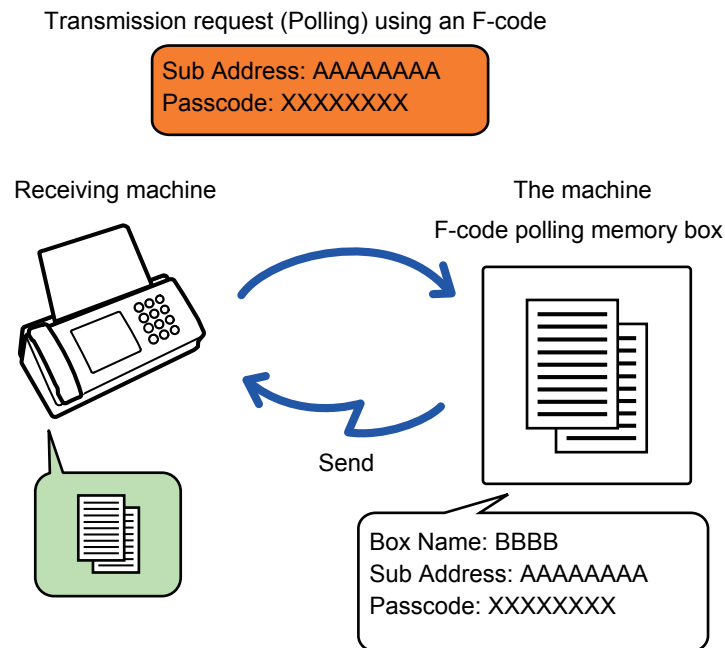 Transmission request (Polling) using an F-code
Sub Address: AAAAAAAA
Passcode: XXXXXXXX
Receiving machine
The machine
F-code polling memory box
Send
Box Name: BBBB
Sub Address: AAAAAAAA
Passcode: XXXXXXXX